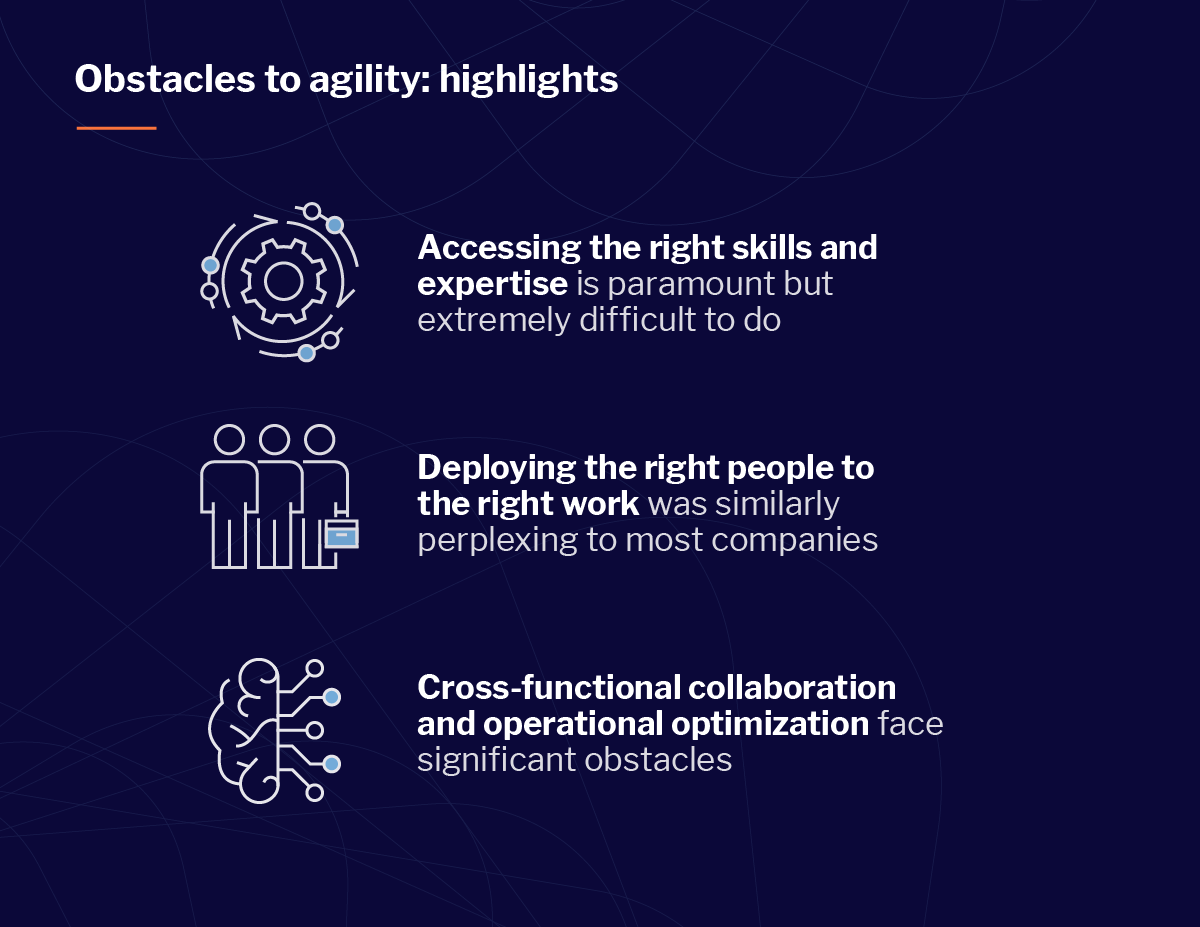 Obstacles to agility: highlights
Accessing the right skills and
expertise is paramount but
extremely difficult to do
Deploying the right people to
the right work was similarly
perplexing to most companies
Cross-functional collaboration
and operational optimization face
significant obstacles